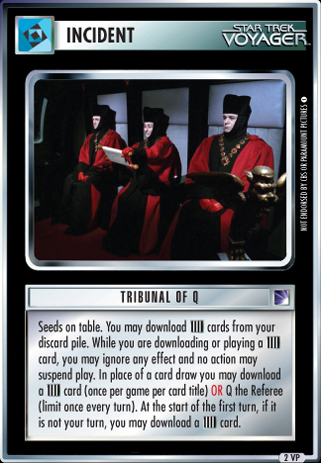 INCIDENT
STAR TREK
VOYAGER
NOT ENDORSED BY CBS OR PARAMOUNT PICTURES
TRIBUNAL OF Q
Seeds on table. You may download cards from your
discard pile. While you are downloading or playing a
card, you may ignore any effect and no action may
suspend play. In place of a card draw you may download
a card (once per game per card title) OR Q the Referee
(limit once every turn). At the start of the first turn, if it
is not your turn, you may download a card.
2 VP